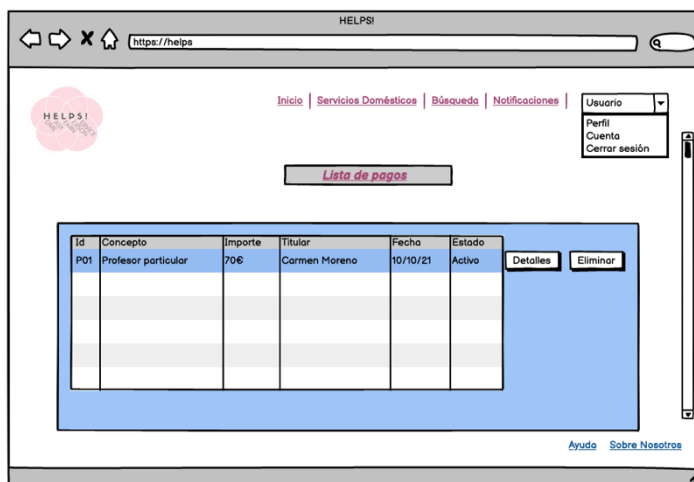 HELPS!
https://helps
HELPS!
Inicio Servicios Domésticos Búsqueda Notificaciones Usuario
Perfil
Cuenta
Cerrar sesión
Lista de pagos
Id Concepto Importe Titular Fecha Estado
P01 Profesor particular 70€ Carmen Moreno 10/10/21 Activo Detalles Eliminar
Ayuda Sobre Nosotros